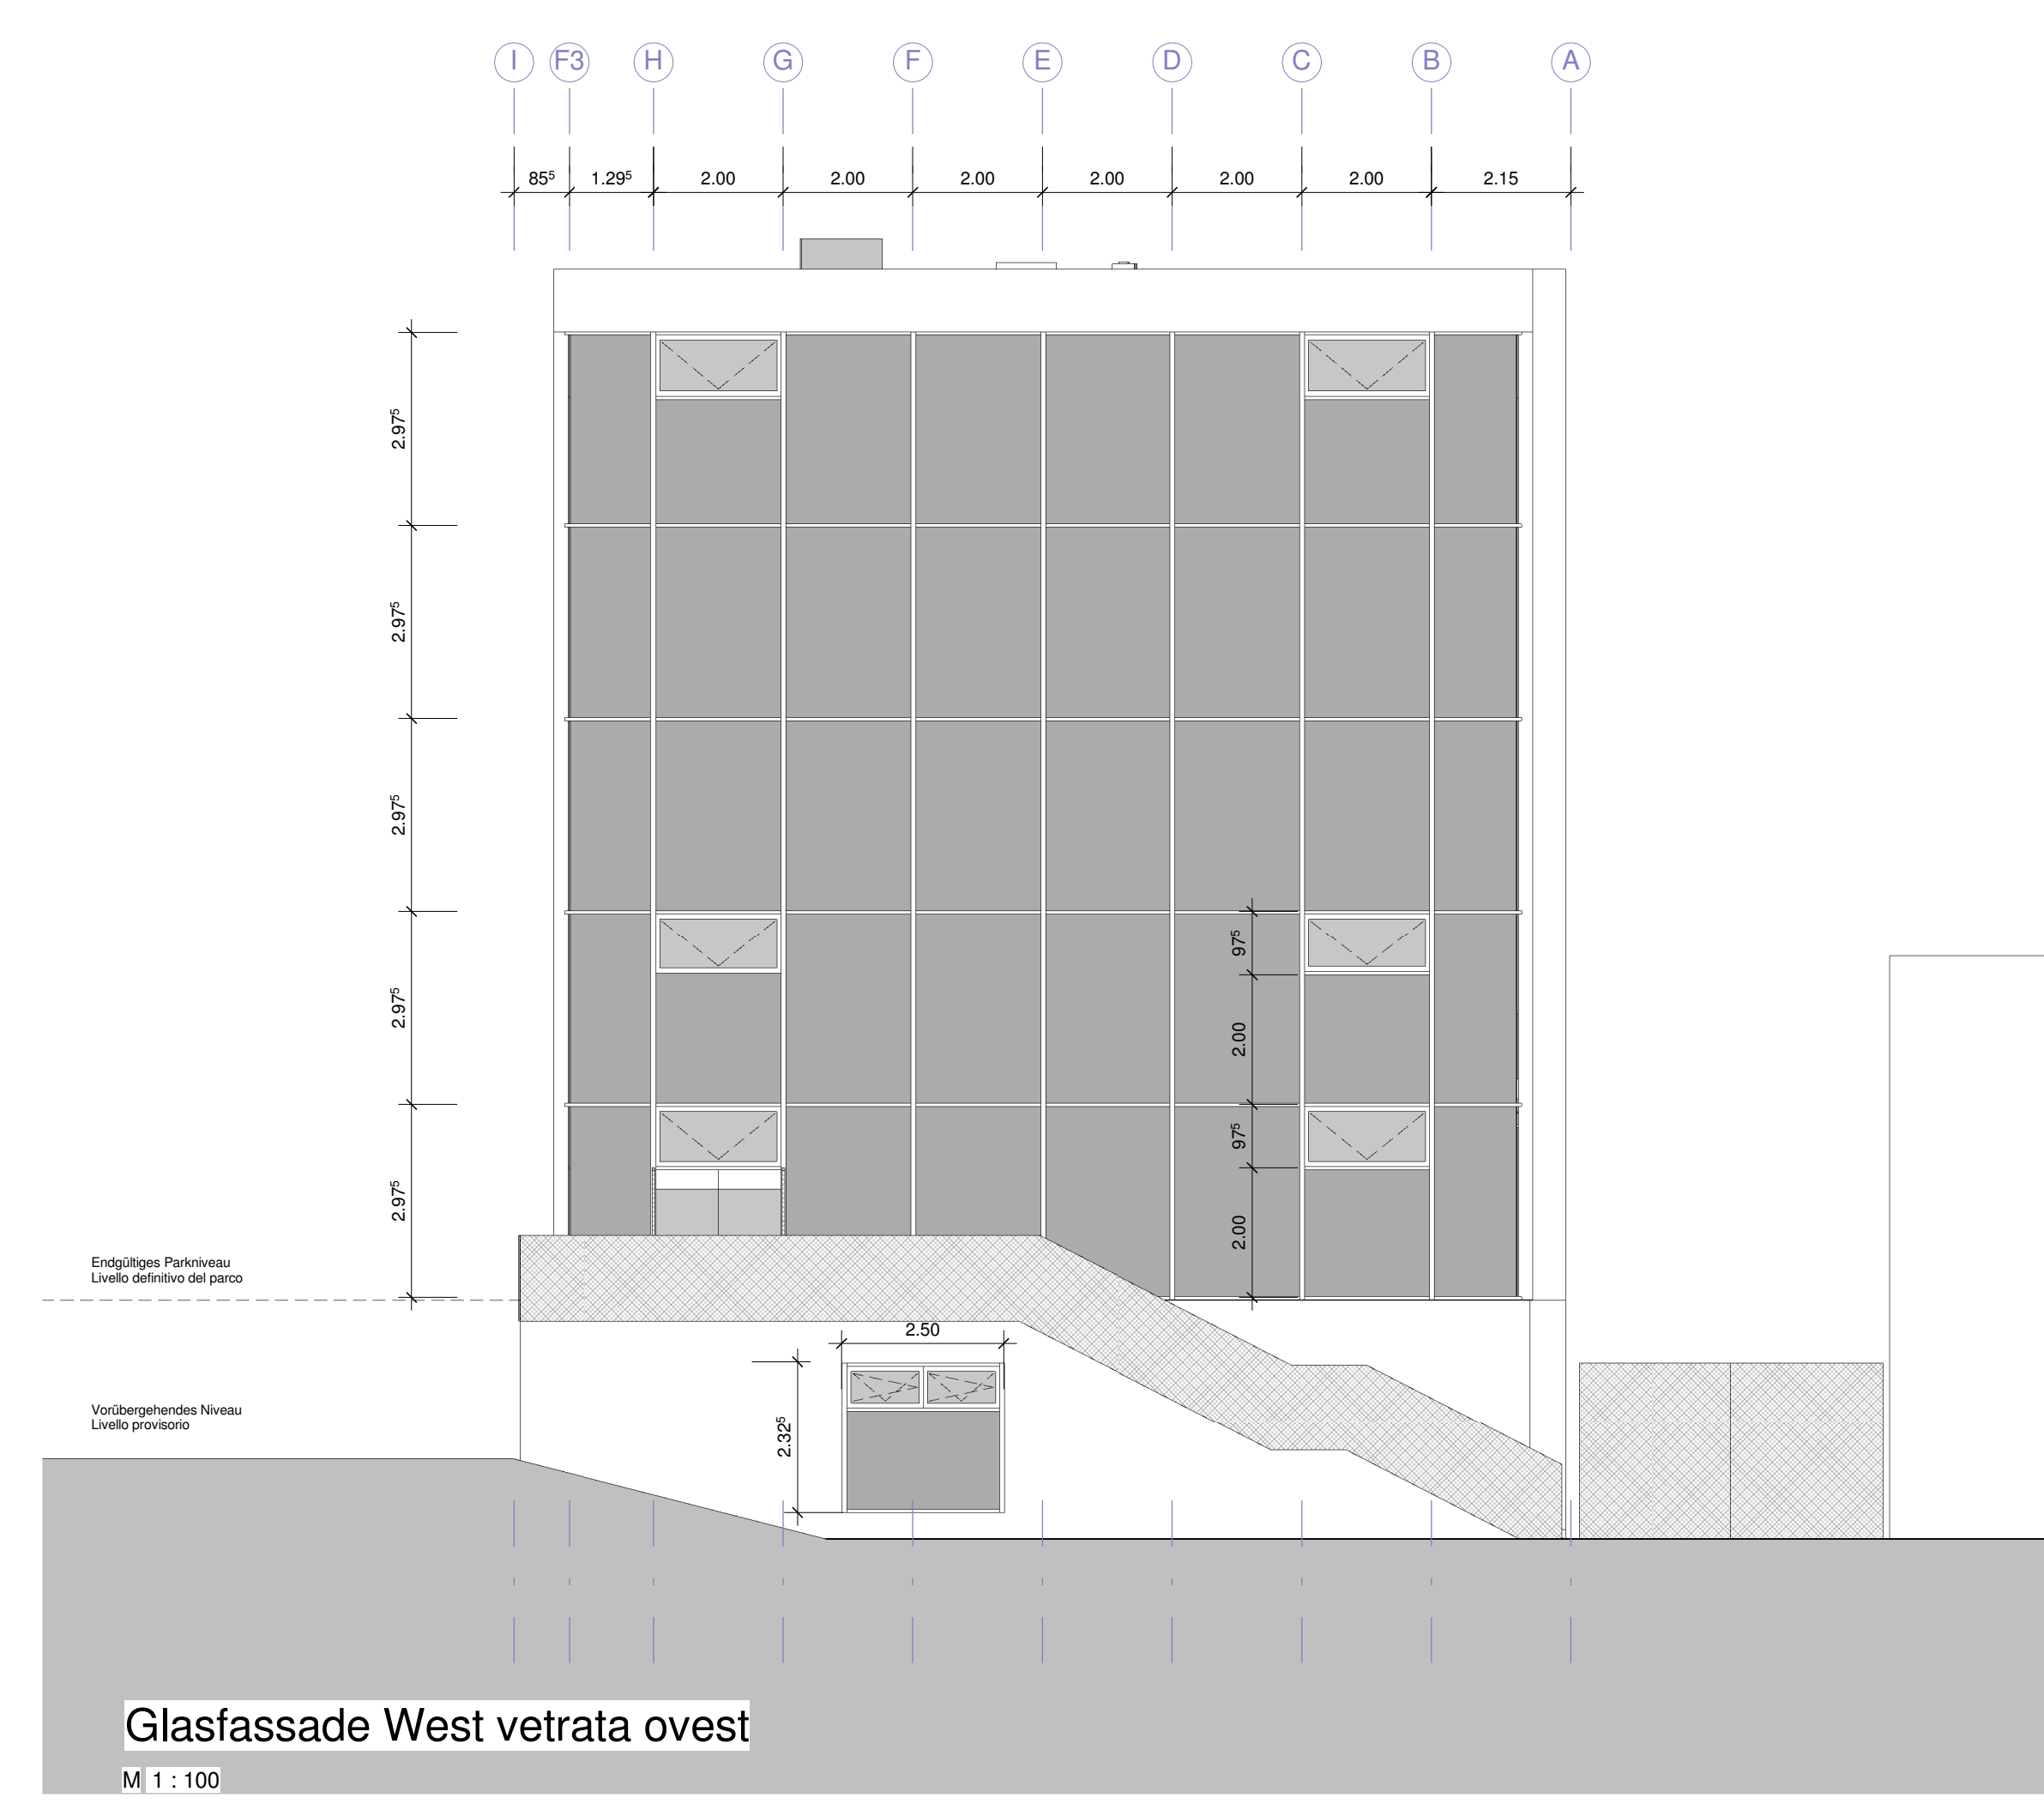 I F3 H G F E D C B A
85⁵ 1.29⁵ 2.00 2.00 2.00 2.00 2.00 2.00 2.15
2.97⁵
2.97⁵
2.97⁵
97⁵
2.97⁵
2.00
97⁵
2.97⁵
2.00
Endgültiges Parkniveau
Livello definitivo del parco
2.50
Vorübergehendes Niveau
Livello provisorio
2.32⁵
Glasfassade West vetrata ovest
M 1 : 100